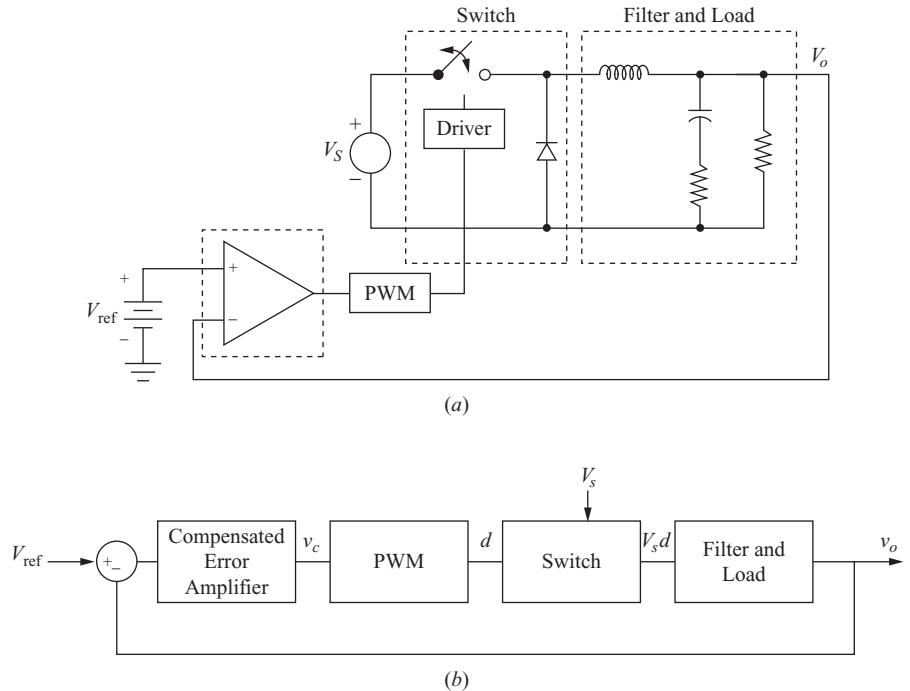 Switch
Filter and Load
V_o
+
V_S
−
Driver
+
V_ref
−
+
−
PWM
(a)
V_s
V_ref
+
−
Compensated
Error
Amplifier
v_c
PWM
d
Switch
V_s d
Filter and
Load
v_o
(b)